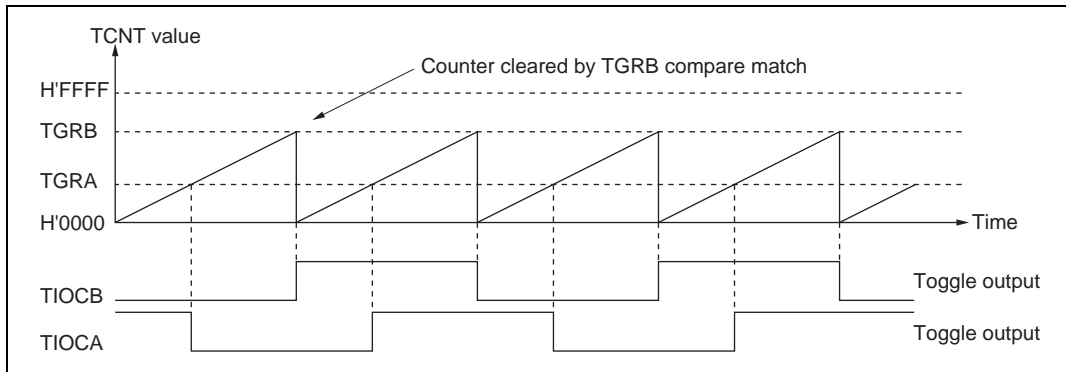 TCNT value
Counter cleared by TGRB compare match
H'FFFF
TGRB
TGRA
H'0000
Time
TIOCB
Toggle output
TIOCA
Toggle output